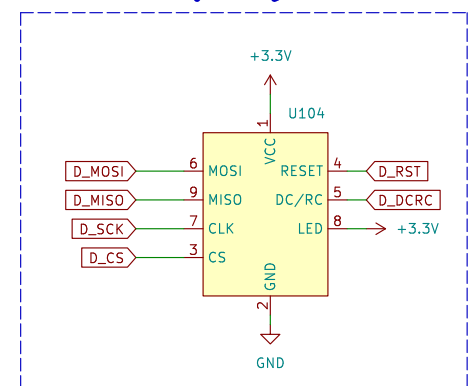 +3.3V
U104
1
VCC
D_MOSI 6 MOSI RESET 4 D_RST
D_MISO 9 MISO DC/RC 5 D_DCRC
D_SCK 7 CLK LED 8 +3.3V
D_CS 3 CS
GND
2
GND